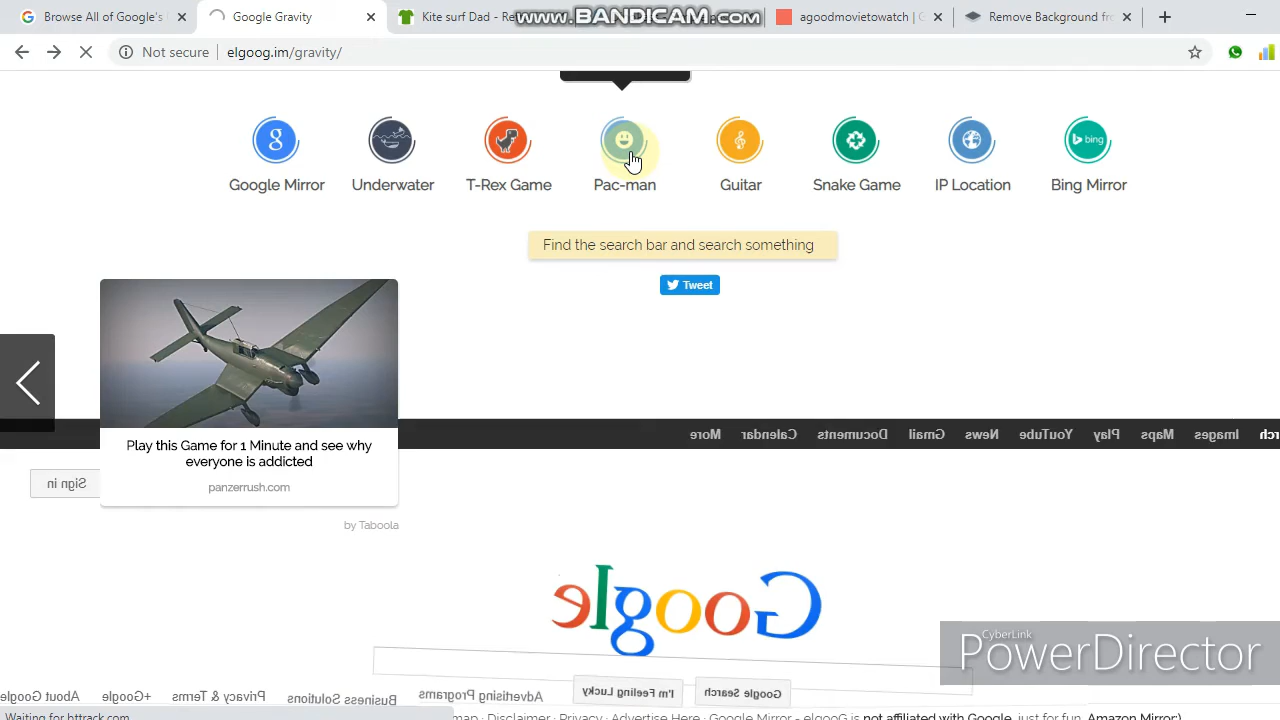 Browse All of Google's
Google Gravity
Kite surf Dad - Re
www.BANDICAM.com
agoodmovietowatch | G
Remove Background fro
Not secure
elgoog.im/gravity/
Google Mirror
Underwater
T-Rex Game
Pac-man
Guitar
Snake Game
IP Location
bing
Bing Mirror
Find the search bar and search something
Tweet
Play this Game for 1 Minute and see why
everyone is addicted
panzerrush.com
by Taboola
More
Calendar
Documents
Gmail
News
YouTube
Play
Maps
Images
Sign in
Google
CyberLink
PowerDirector
I'm Feeling Lucky
Google Search
About Google
+Google
Privacy & Terms
Business Solutions
Advertising Programs
Waiting for httrack.com
Disclaimer · Privacy · Advertise Here · Google Mirror - elgooG is not affiliated with Google, just for fun. Amazon Mirror:)